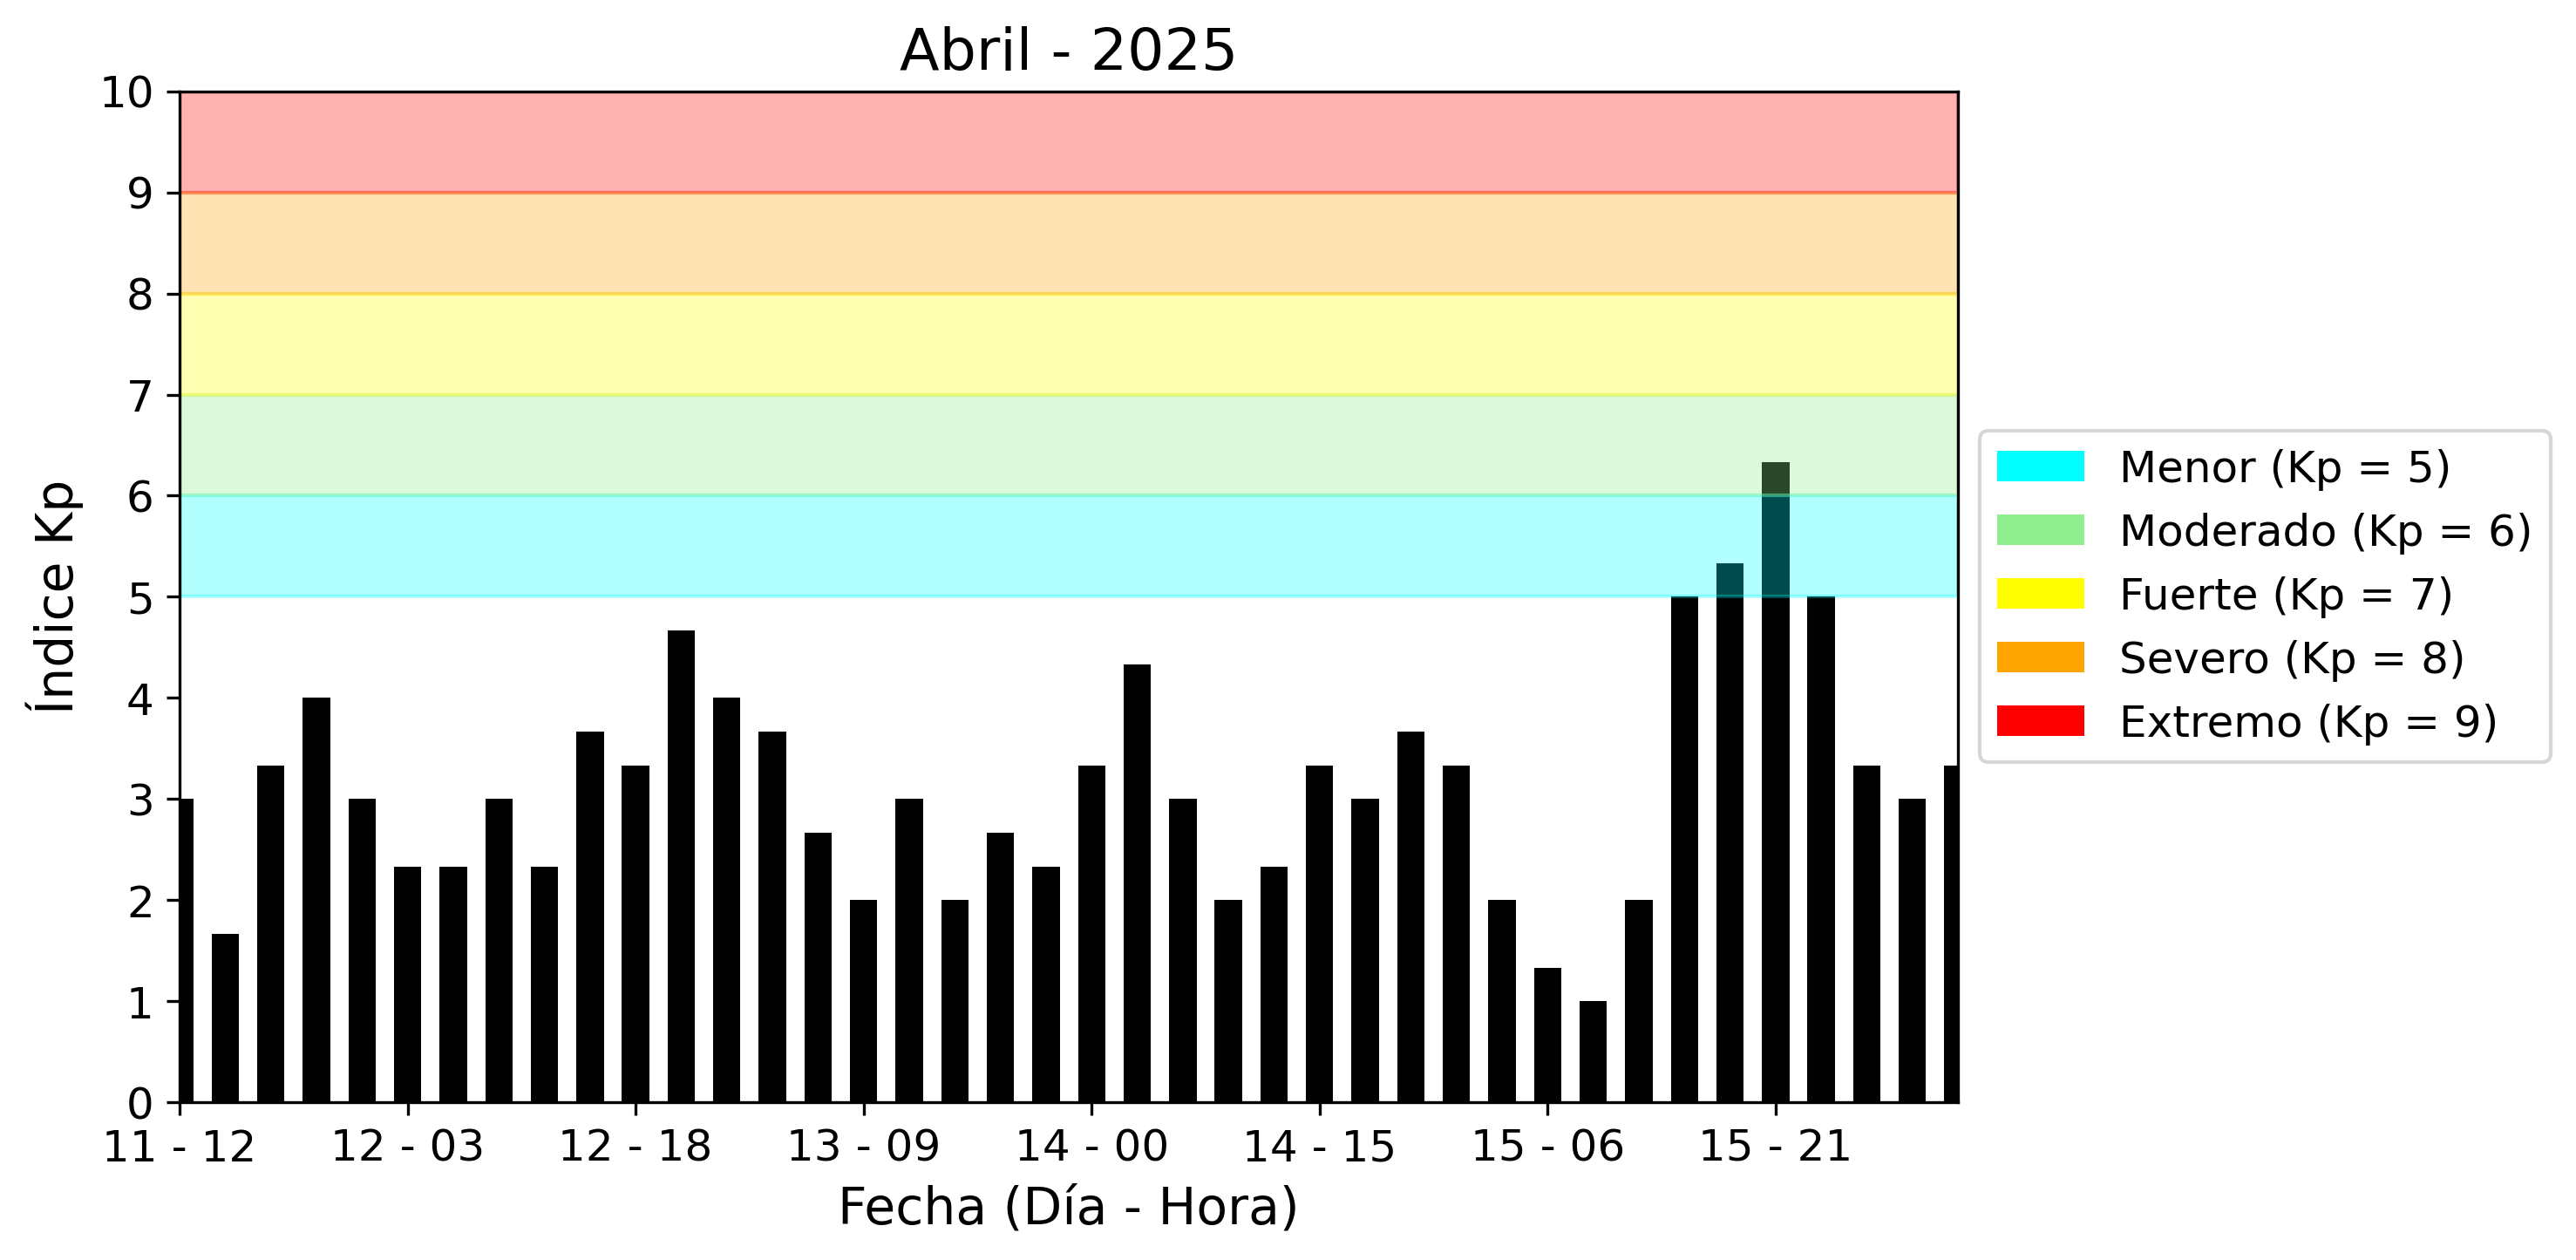 Abril - 2025
10
9
8
7
6
5
4
3
2
1
0
Índice Kp
11 - 12
12 - 03
12 - 18
13 - 09
14 - 00
14 - 15
15 - 06
15 - 21
Fecha (Día - Hora)
Menor (Kp = 5)
Moderado (Kp = 6)
Fuerte (Kp = 7)
Severo (Kp = 8)
Extremo (Kp = 9)